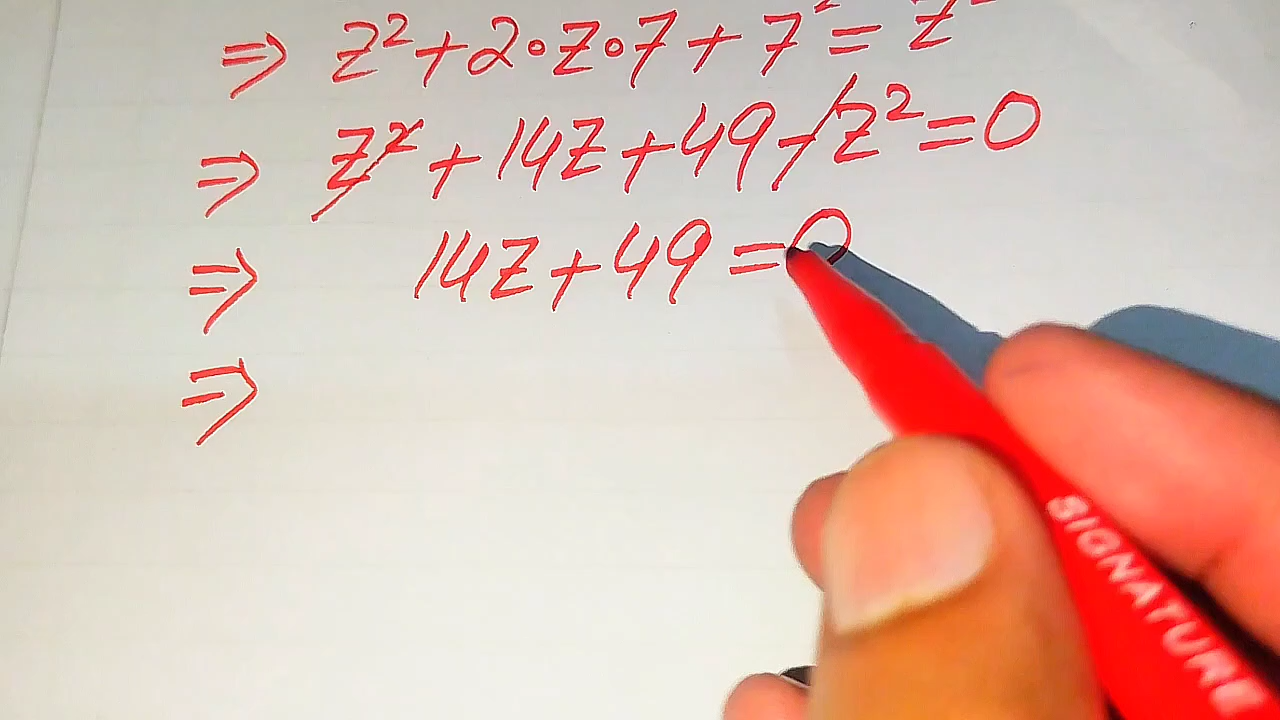 ⇒ z² + 2•z•7 + 7² = z²
⇒ z² + 14z + 49 - z² = 0
⇒ 14z + 49 = 0
⇒
SIGNATURE